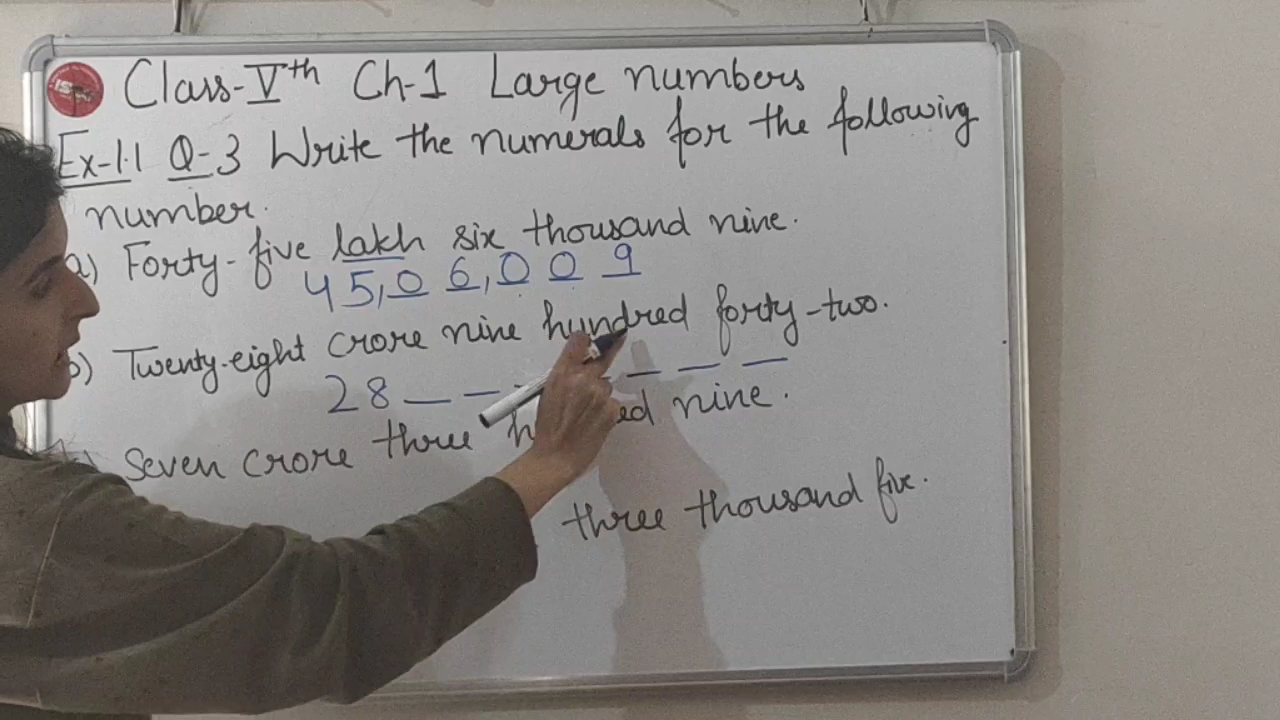 Class-Vth Ch-1 Large numbers
Ex-1.1 Q-3 Write the numerals for the following
number.
a) Forty-five lakh six thousand nine.
45,06,009
b) Twenty-eight crore nine hundred forty-two.
28 _ _ _ _ _ _ _
Seven crore three nine.
three thousand five.